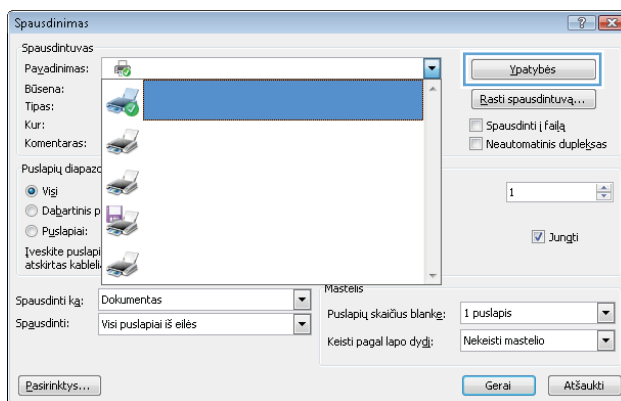 Spausdinimas
Spausdintuvas
Pavadinimas:
Ypatybės
Būsena:
Tipas:
Rasti spausdintuvą...
Kur:
Spausdinti į failą
Komentaras:
Neautomatinis dupleksas
Puslapių diapazo
Visi
1
Dabartinis p
Puslapiai:
Jungti
Įveskite puslapi
atskirtas kableli
Mastelis
Spausdinti ką: Dokumentas
Puslapių skaičius blanke: 1 puslapis
Spausdinti: Visi puslapiai iš eilės
Keisti pagal lapo dydį: Nekeisti mastelio
Pasirinktys...
Gerai
Atšaukti